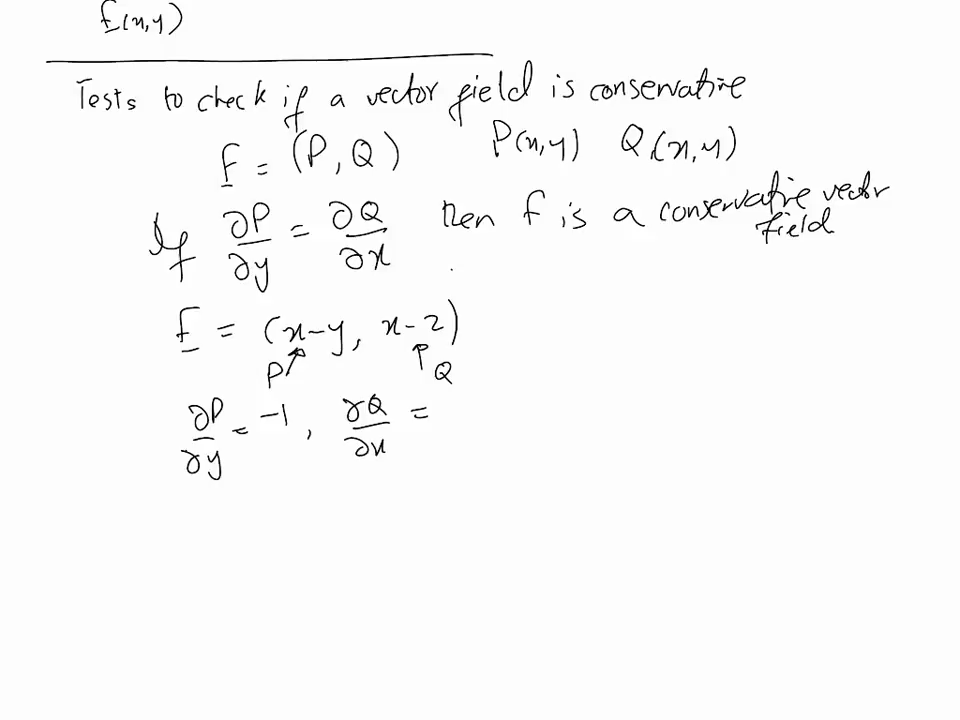 F(x,y)
Tests to check if a vector field is conservative
F = (P, Q) P(x,y) Q(x,y)
If ∂P/∂y = ∂Q/∂x then F is a conservative vector field
F = (x-y, x-2)
P Q
∂P/∂y = -1, ∂Q/∂x =